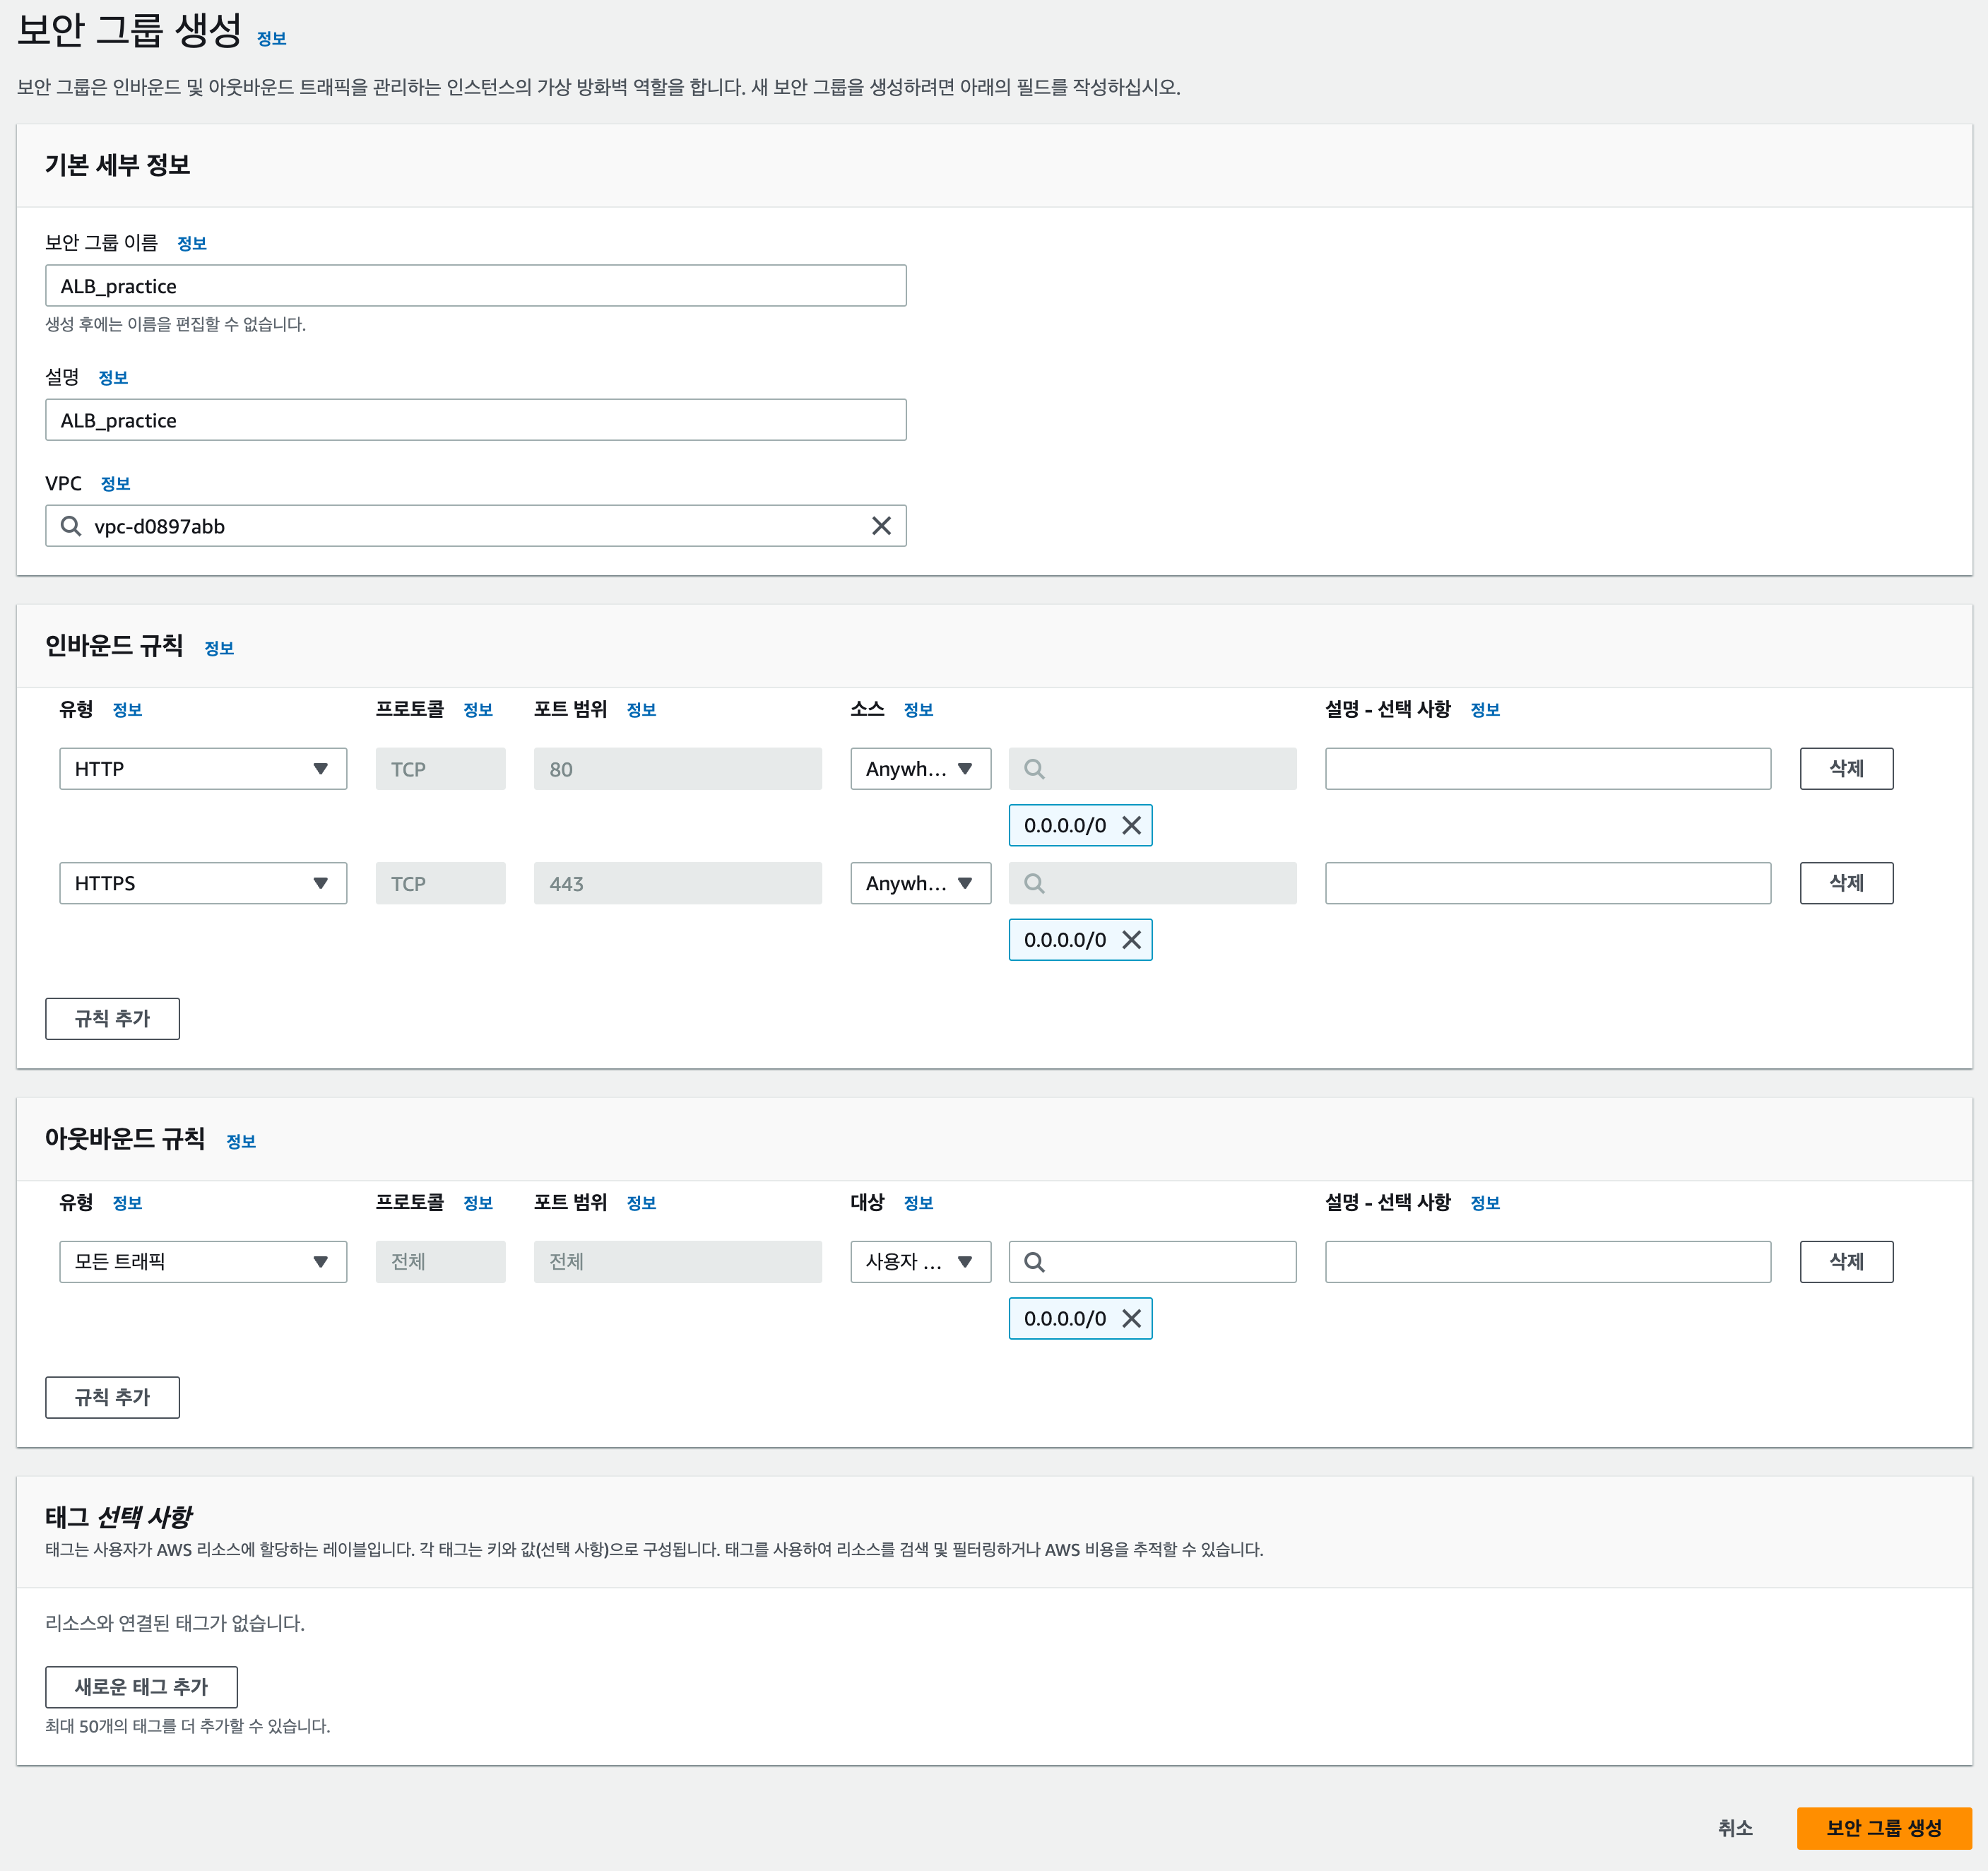 보안 그룹 생성 정보
보안 그룹은 인바운드 및 아웃바운드 트래픽을 관리하는 인스턴스의 가상 방화벽 역할을 합니다. 새 보안 그룹을 생성하려면 아래의 필드를 작성하십시오.
기본 세부 정보
보안 그룹 이름 정보
ALB_practice
생성 후에는 이름을 편집할 수 없습니다.
설명 정보
ALB_practice
VPC 정보
vpc-d0897abb
인바운드 규칙 정보
유형 정보 프로토콜 정보 포트 범위 정보 소스 정보 설명 - 선택 사항 정보
HTTP TCP 80 Anywh... 삭제
0.0.0.0/0
HTTPS TCP 443 Anywh... 삭제
0.0.0.0/0
규칙 추가
아웃바운드 규칙 정보
유형 정보 프로토콜 정보 포트 범위 정보 대상 정보 설명 - 선택 사항 정보
모든 트래픽 전체 전체 사용자 ... 삭제
0.0.0.0/0
규칙 추가
태그 선택 사항
태그는 사용자가 AWS 리소스에 할당하는 레이블입니다. 각 태그는 키와 값(선택 사항)으로 구성됩니다. 태그를 사용하여 리소스를 검색 및 필터링하거나 AWS 비용을 추적할 수 있습니다.
리소스와 연결된 태그가 없습니다.
새로운 태그 추가
최대 50개의 태그를 더 추가할 수 있습니다.
취소 보안 그룹 생성